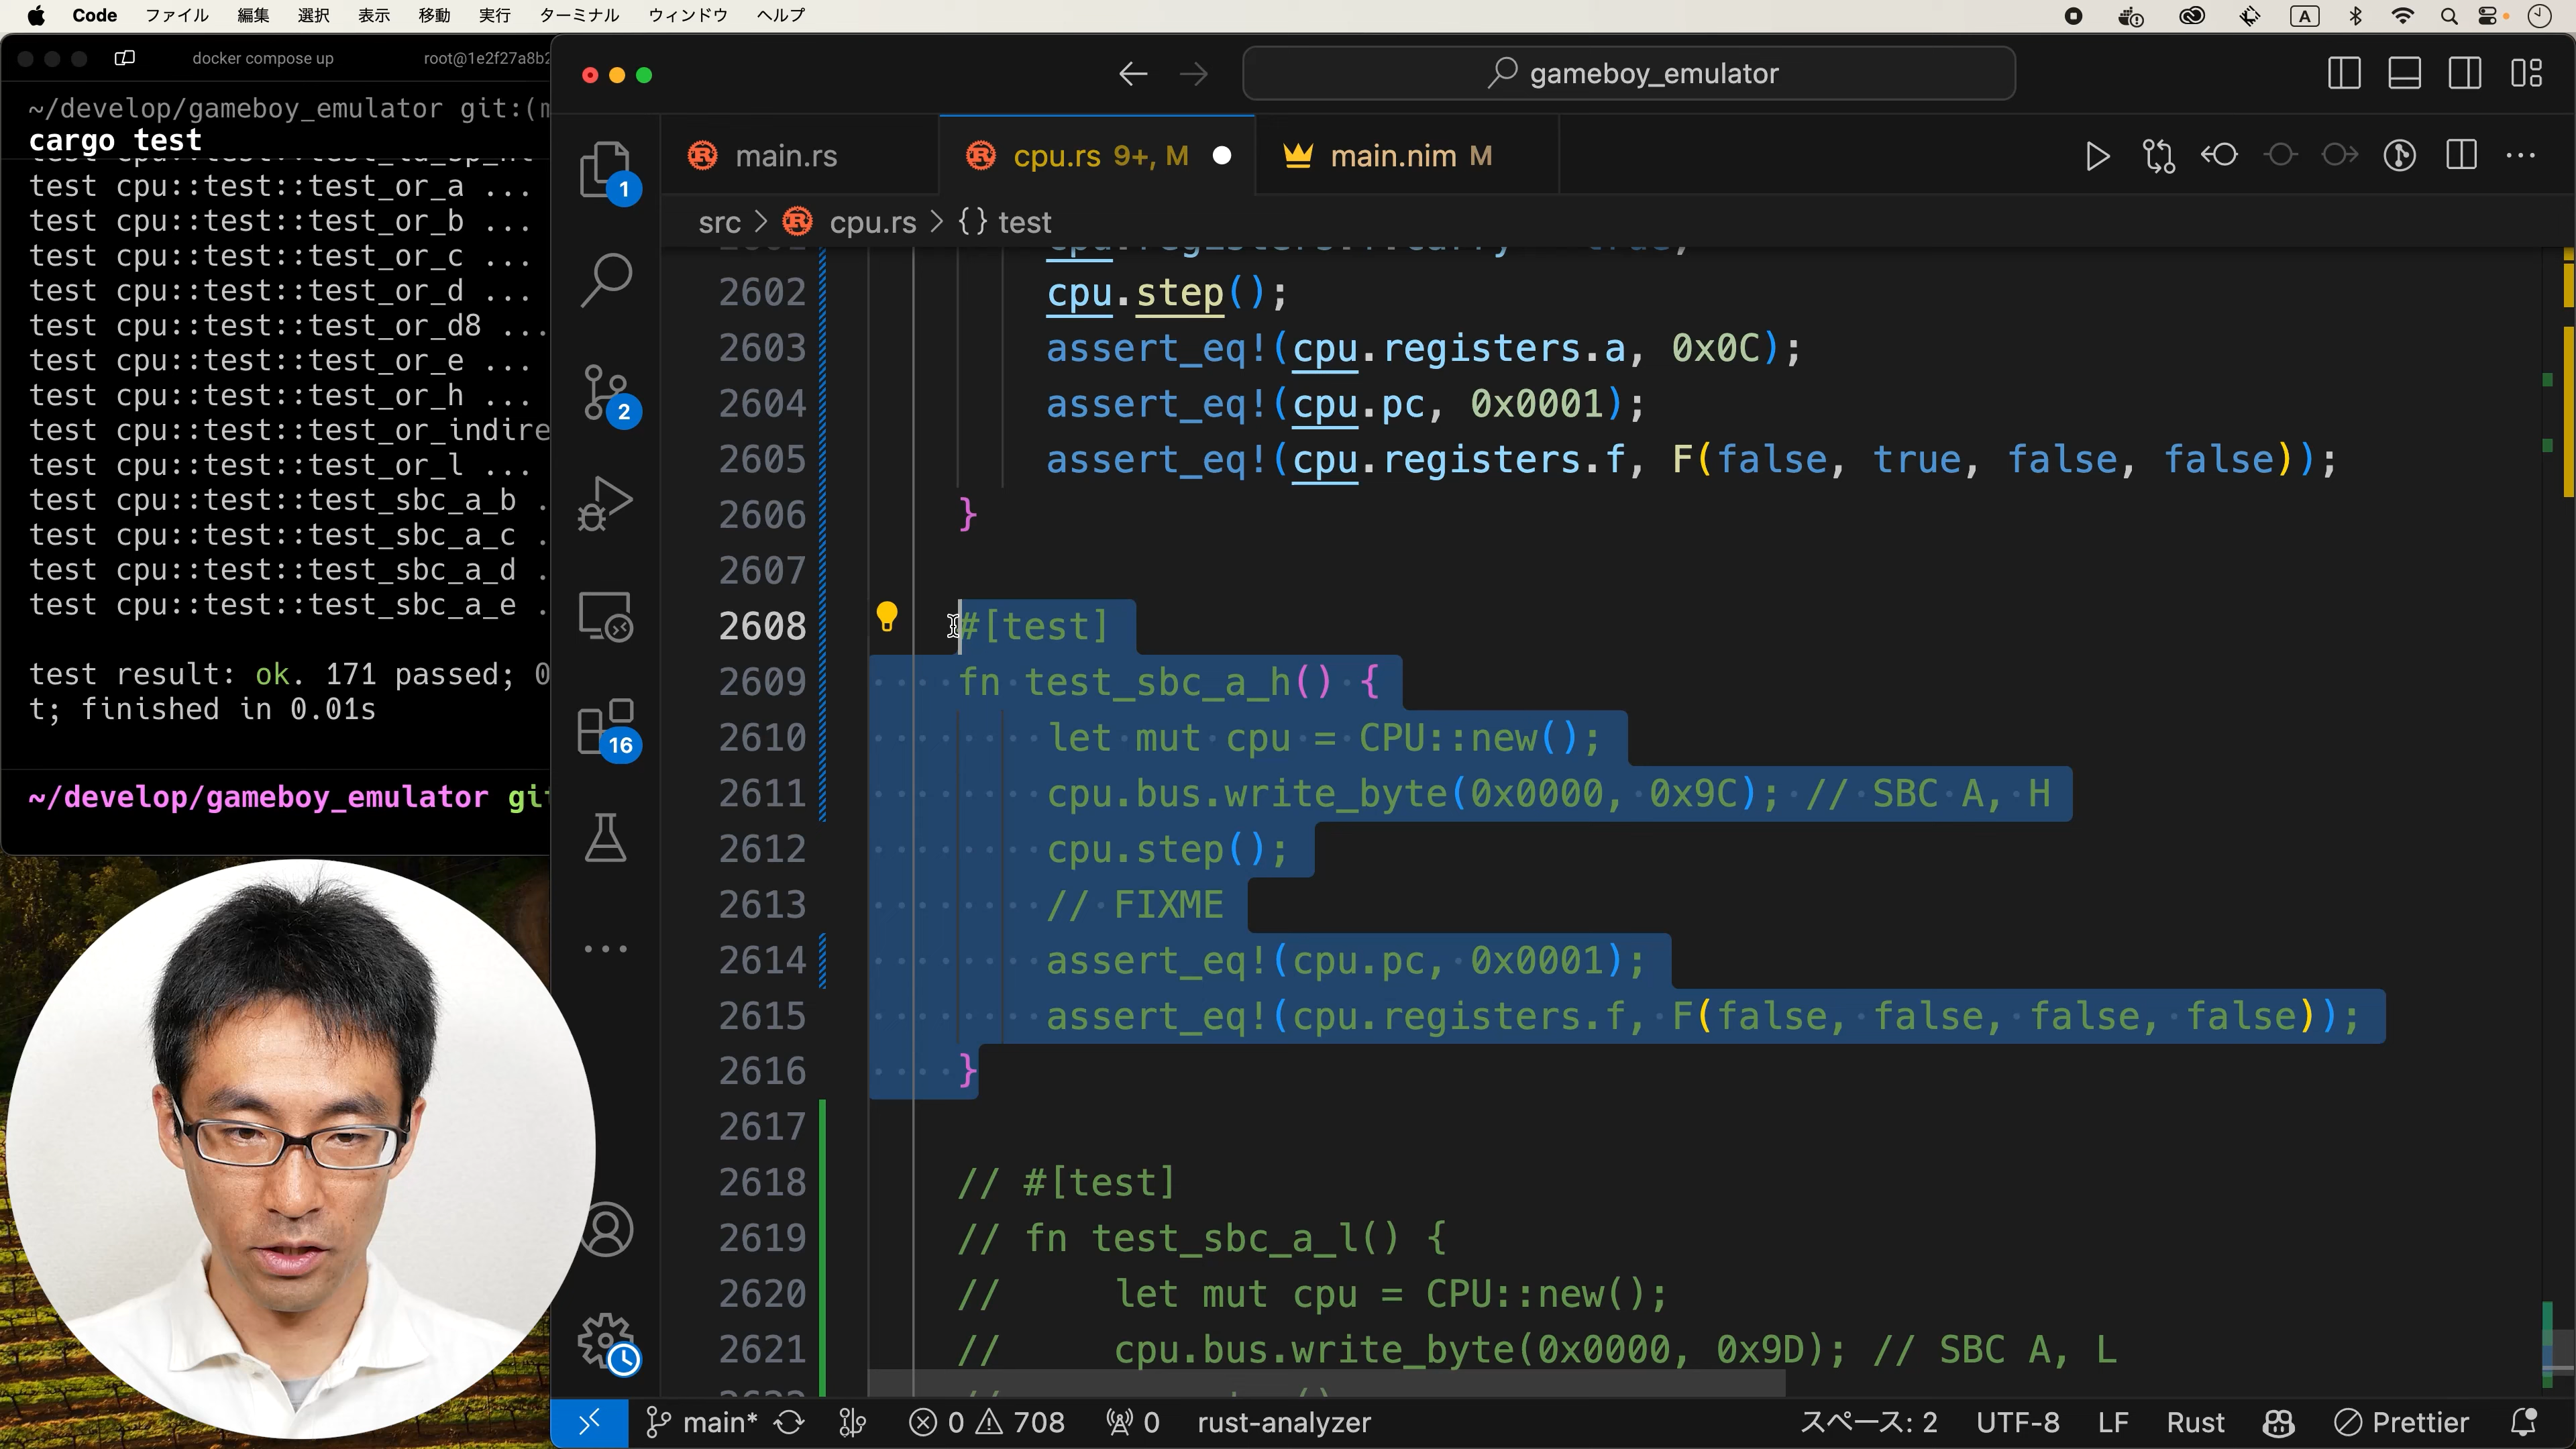 Code ファイル 編集 選択 表示 移動 実行 ターミナル ウィンドウ ヘルプ
A
docker compose up root@1e2f27a8b2
~/develop/gameboy_emulator git:(m
cargo test
test cpu::test::test_or_a ...
test cpu::test::test_or_b ...
test cpu::test::test_or_c ...
test cpu::test::test_or_d ...
test cpu::test::test_or_d8 ...
test cpu::test::test_or_e ...
test cpu::test::test_or_h ...
test cpu::test::test_or_indire
test cpu::test::test_or_l ...
test cpu::test::test_sbc_a_b .
test cpu::test::test_sbc_a_c .
test cpu::test::test_sbc_a_d .
test cpu::test::test_sbc_a_e .
test result: ok. 171 passed; 0
t; finished in 0.01s
~/develop/gameboy_emulator git
gameboy_emulator
1
2
16
main.rs
cpu.rs 9+, M
main.nim M
src > cpu.rs > {} test
2602 cpu.step();
2603 assert_eq!(cpu.registers.a, 0x0C);
2604 assert_eq!(cpu.pc, 0x0001);
2605 assert_eq!(cpu.registers.f, F(false, true, false, false));
2606 }
2607
2608 #[test]
2609 fn test_sbc_a_h() {
2610 let mut cpu = CPU::new();
2611 cpu.bus.write_byte(0x0000, 0x9C); // SBC A, H
2612 cpu.step();
2613 // FIXME
2614 assert_eq!(cpu.pc, 0x0001);
2615 assert_eq!(cpu.registers.f, F(false, false, false, false));
2616 }
2617
2618 // #[test]
2619 // fn test_sbc_a_l() {
2620 // let mut cpu = CPU::new();
2621 // cpu.bus.write_byte(0x0000, 0x9D); // SBC A, L
main* 0 708 0 rust-analyzer スペース: 2 UTF-8 LF Rust Prettier